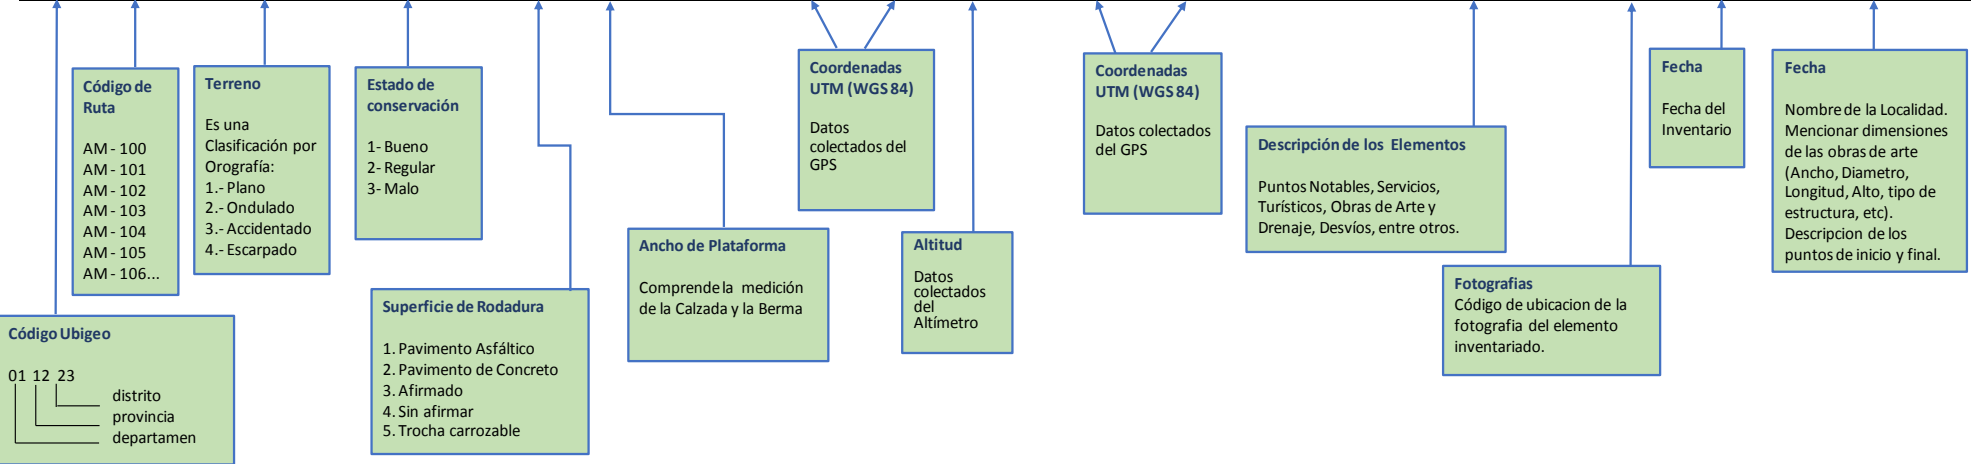 Código de
Ruta
AM - 100
AM - 101
AM - 102
AM - 103
AM - 104
AM - 105
AM - 106...
Terreno
Es una
Clasificación por
Orografía:
1.- Plano
2.- Ondulado
3.- Accidentado
4.- Escarpado
Estado de
conservación
1- Bueno
2- Regular
3- Malo
Coordenadas
UTM (WGS 84)
Datos
colectados del
GPS
Coordenadas
UTM (WGS 84)
Datos colectados
del GPS
Fecha
Fecha del
Inventario
Fecha
Nombre de la Localidad.
Mencionar dimensiones
de las obras de arte
(Ancho, Diametro,
Longitud, Alto, tipo de
estructura, etc).
Descripcion de los
puntos de inicio y final.
Descripción de los Elementos
Puntos Notables, Servicios,
Turísticos, Obras de Arte y
Drenaje, Desvíos, entre otros.
Ancho de Plataforma
Comprende la medición
de la Calzada y la Berma
Altitud
Datos
colectados
del
Altímetro
Fotografias
Código de ubicacion de la
fotografia del elemento
inventariado.
Superficie de Rodadura
1. Pavimento Asfáltico
2. Pavimento de Concreto
3. Afirmado
4. Sin afirmar
5. Trocha carrozable
Código Ubigeo
01 12 23
distrito
provincia
departamen